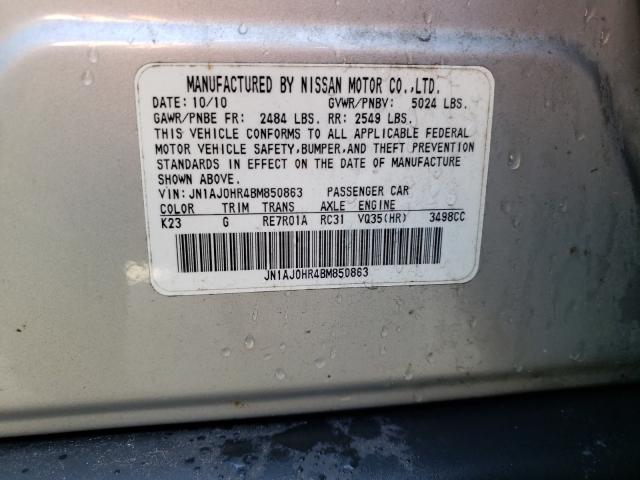 MANUFACTURED BY NISSAN MOTOR CO.,LTD.
DATE: 10/10 GVWR/PNBV: 5024 LBS.
GAWR/PNBE FR: 2484 LBS. RR: 2549 LBS.
THIS VEHICLE CONFORMS TO ALL APPLICABLE FEDERAL
MOTOR VEHICLE SAFETY,BUMPER,AND THEFT PREVENTION
STANDARDS IN EFFECT ON THE DATE OF MANUFACTURE
SHOWN ABOVE.
VIN: JN1AJ0HR4BM850863 PASSENGER CAR
COLOR TRIM TRANS AXLE ENGINE
K23 G RE7R01A RC31 VQ35(HR) 3498CC
JN1AJ0HR4BM850863